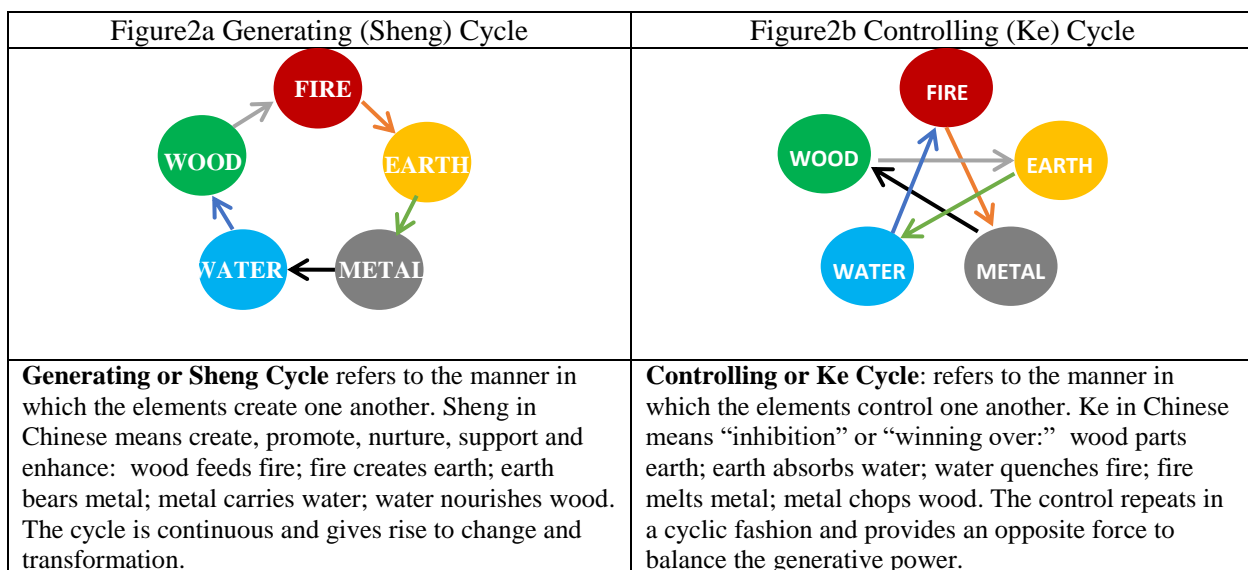 Figure2a Generating (Sheng) Cycle
FIRE
WOOD
EARTH
WATER
METAL
Generating or Sheng Cycle refers to the manner in
which the elements create one another. Sheng in
Chinese means create, promote, nurture, support and
enhance: wood feeds fire; fire creates earth; earth
bears metal; metal carries water; water nourishes wood.
The cycle is continuous and gives rise to change and
transformation.
Figure2b Controlling (Ke) Cycle
FIRE
WOOD
EARTH
WATER
METAL
Controlling or Ke Cycle: refers to the manner in
which the elements control one another. Ke in Chinese
means “inhibition” or “winning over:” wood parts
earth; earth absorbs water; water quenches fire; fire
melts metal; metal chops wood. The control repeats in
a cyclic fashion and provides an opposite force to
balance the generative power.